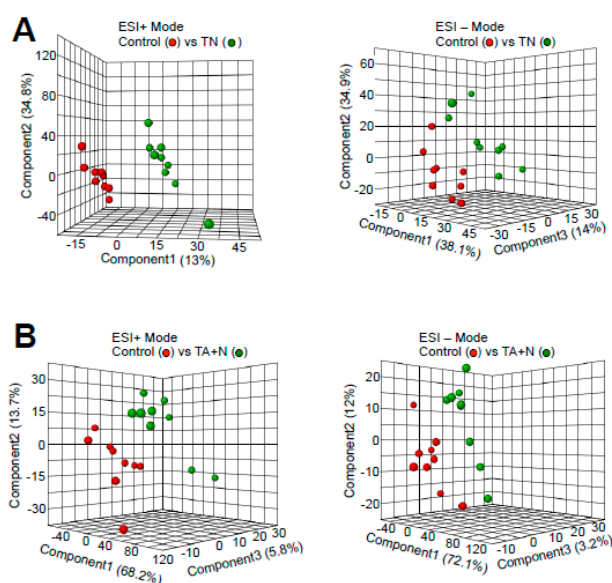 A
ESI+ Mode
Control ( ) vs TN ( )
120
80
40
0
-40
Component2 (34.8%)
-15 0 15 30 45
Component1 (13%)
ESI – Mode
Control ( ) vs TN ( )
60
40
20
0
-20
Component2 (34.9%)
-15 0 15 30 45
Component1 (38.1%)
-30 -15 0 15 30
Component3 (14%)
B
ESI+ Mode
Control ( ) vs TA+N ( )
30
15
0
-15
-30
Component2 (13.7%)
-40 0 40 80 120
Component1 (68.2%)
-30 -20 -10 0 10 20 30
Component3 (5.8%)
ESI – Mode
Control ( ) vs TA+N ( )
20
10
0
-10
-20
Component2 (12%)
-40 0 40 80 120
Component1 (72.1%)
-30 -20 -10 0 10 20 30
Component3 (3.2%)